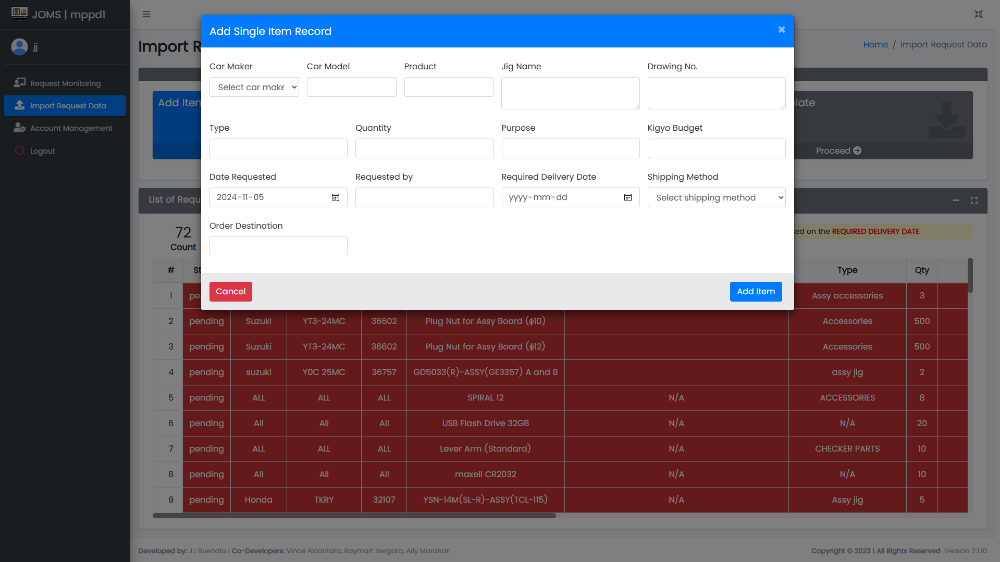 JOMS | mppd1
jj
Request Monitoring
Import Request Data
Account Management
Logout
Import R
Home / Import Request Data
Add Item
Proceed
List of Requ
72
Count
sed on the REQUIRED DELIVERY DATE
Add Single Item Record
Car Maker Car Model Product Jig Name Drawing No.
Select car make
Type Quantity Purpose Kigyo Budget
Date Requested Requested by Required Delivery Date Shipping Method
2024-11-05 yyyy-mm-dd Select shipping method
Order Destination
Cancel Add Item
# St Type Qty
1 pe Assy accessories 3
2 pending Suzuki YT3-24MC 36602 Plug Nut for Assy Board (ϕ10) Accessories 500
3 pending Suzuki YT3-24MC 36602 Plug Nut for Assy Board (ϕ12) Accessories 500
4 pending suzuki Y0C 25MC 36757 GD5033(R)-ASSY(GE3357) A and B assy jig 2
5 pending ALL ALL ALL SPIRAL 12 N/A ACCESSORIES 8
6 pending All All All USB Flash Drive 32GB N/A N/A 20
7 pending ALL ALL ALL Lever Arm (Standard) N/A CHECKER PARTS 10
8 pending All All All maxell CR2032 N/A N/A 10
9 pending Honda TKRY 32107 YSN-14M(SL-R)-ASSY(TCL-115) N/A Assy jig 5
Developed by: JJ Buendia | Co-Developers: Vince Alcantara, Raymart Vergara, Ally Maranan
Copyright © 2023 | All Rights Reserved Version 2.1.10